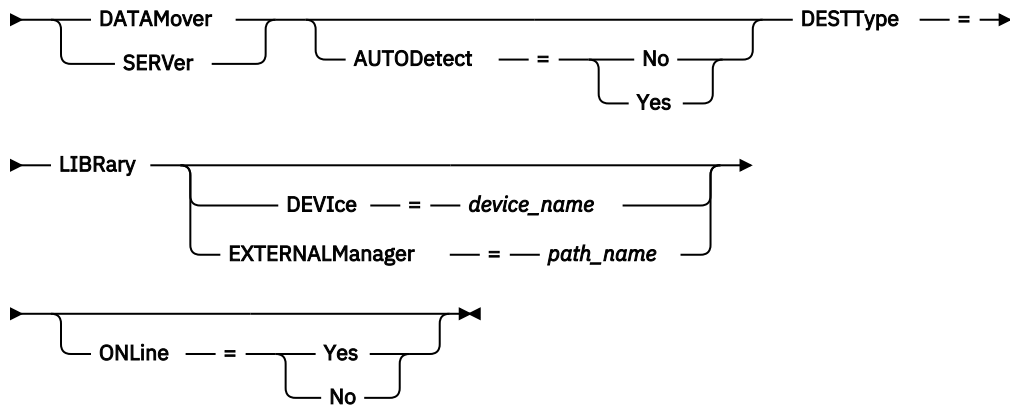 DATAMover DESTType =
SERVer AUTODetect = No
Yes
LIBRary
DEVIce = device_name
EXTERNALManager = path_name
ONLine = Yes
No